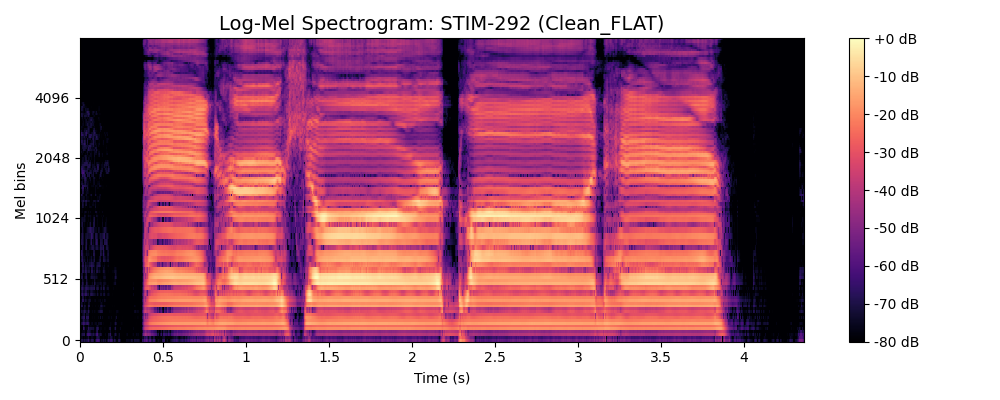 Log-Mel Spectrogram: STIM-292 (Clean_FLAT)
Mel bins
4096
2048
1024
512
0
0 0.5 1 1.5 2 2.5 3 3.5 4
Time (s)
+0 dB
-10 dB
-20 dB
-30 dB
-40 dB
-50 dB
-60 dB
-70 dB
-80 dB